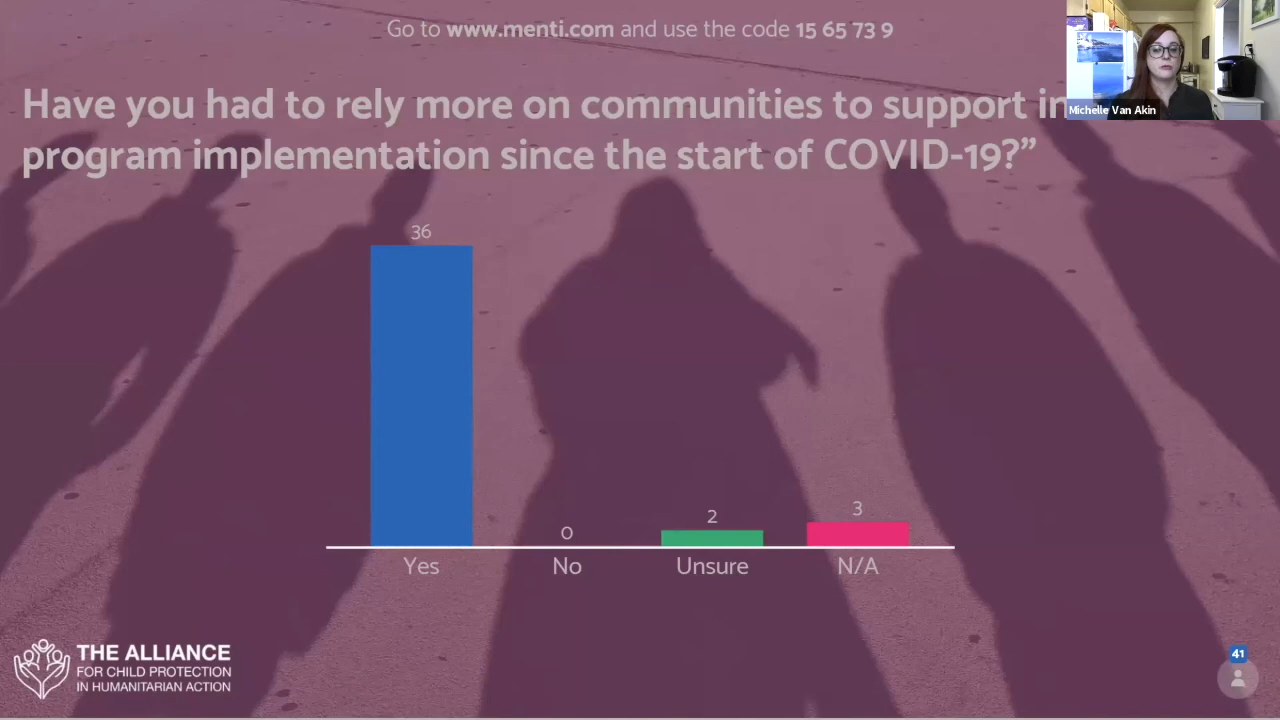 Go to www.menti.com and use the code 15 65 73 9
Have you had to rely more on communities to support in
program implementation since the start of COVID-19?”
Michelle Van Akin
36
0
2
3
Yes
No
Unsure
N/A
THE ALLIANCE
FOR CHILD PROTECTION
IN HUMANITARIAN ACTION
41